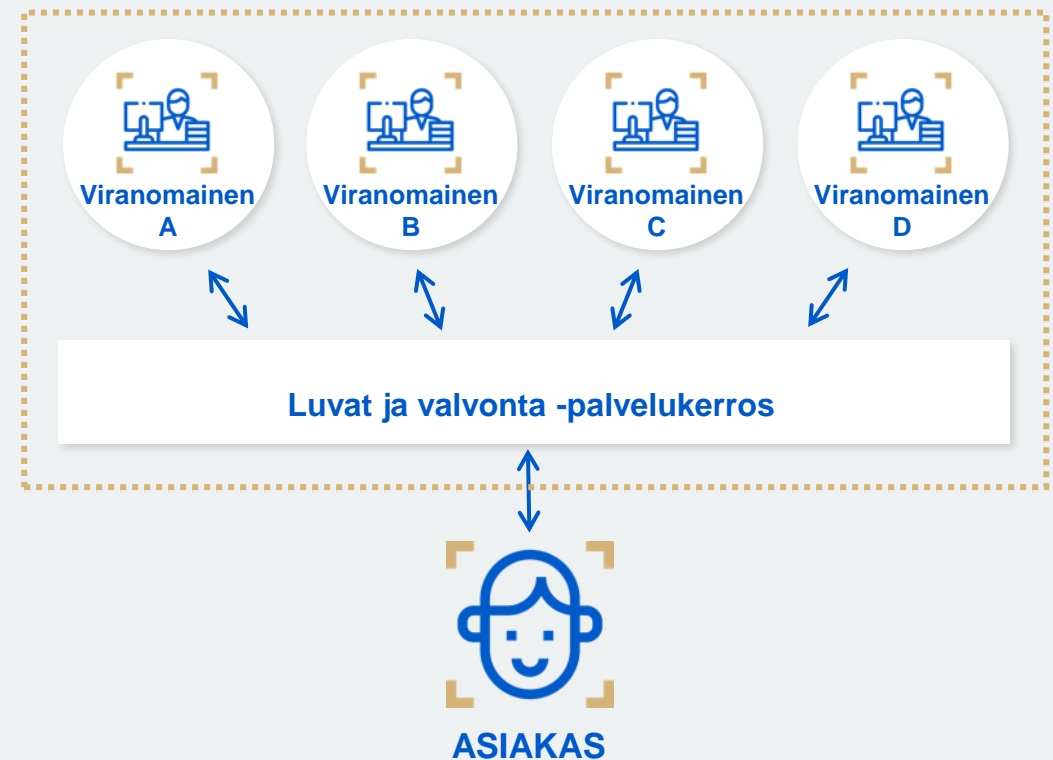 Viranomainen
A
Viranomainen
B
Viranomainen
C
Viranomainen
D
Luvat ja valvonta -palvelukerros
ASIAKAS